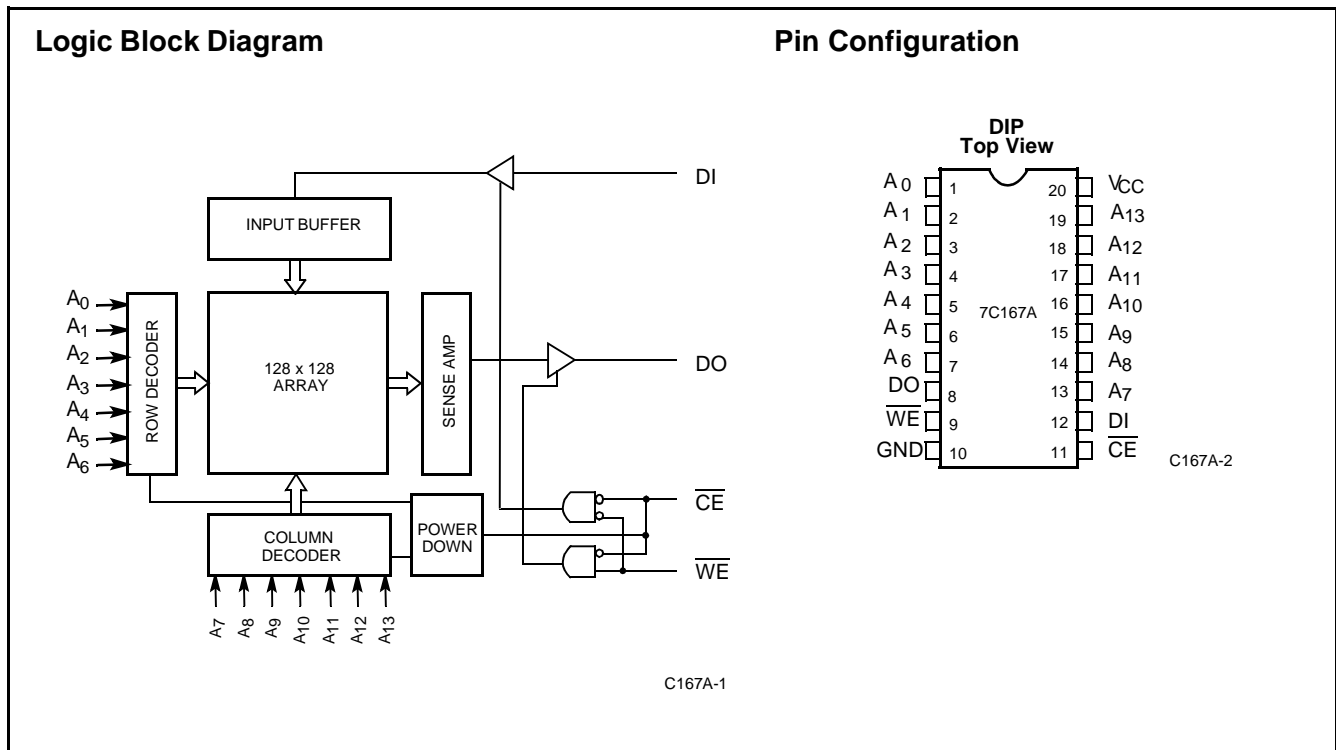 Logic Block Diagram
DI
INPUT BUFFER
A0
A1
A2
A3
A4
A5
A6
ROW DECODER
128 x 128
ARRAY
SENSE AMP
DO
CE
WE
POWER
DOWN
COLUMN
DECODER
A7
A8
A9
A10
A11
A12
A13
C167A-1
Pin Configuration
DIP
Top View
A0 1 20 VCC
A1 2 19 A13
A2 3 18 A12
A3 4 17 A11
A4 5 16 A10
7C167A
A5 6 15 A9
A6 7 14 A8
DO 8 13 A7
WE 9 12 DI
GND 10 11 CE
C167A-2